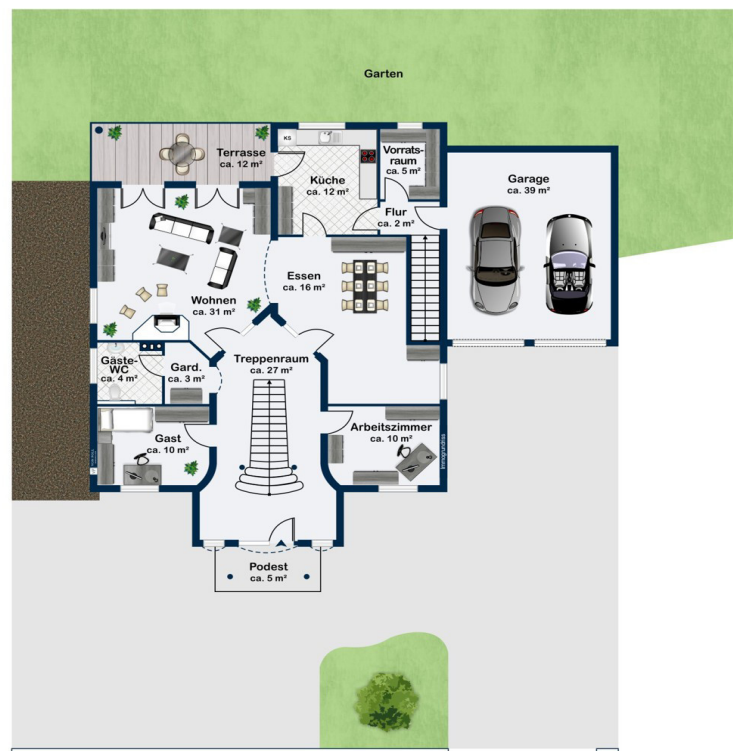 Garten
Terrasse
ca. 12 m²
KS
Küche
ca. 12 m²
Vorrats-
raum
ca. 5 m²
Garage
ca. 39 m²
Flur
ca. 2 m²
Essen
ca. 16 m²
Wohnen
ca. 31 m²
Gäste-
WC
ca. 4 m²
Gard.
ca. 3 m²
Treppenraum
ca. 27 m²
Gast
ca. 10 m²
Arbeitszimmer
ca. 10 m²
Immogrundriss
Podest
ca. 5 m²